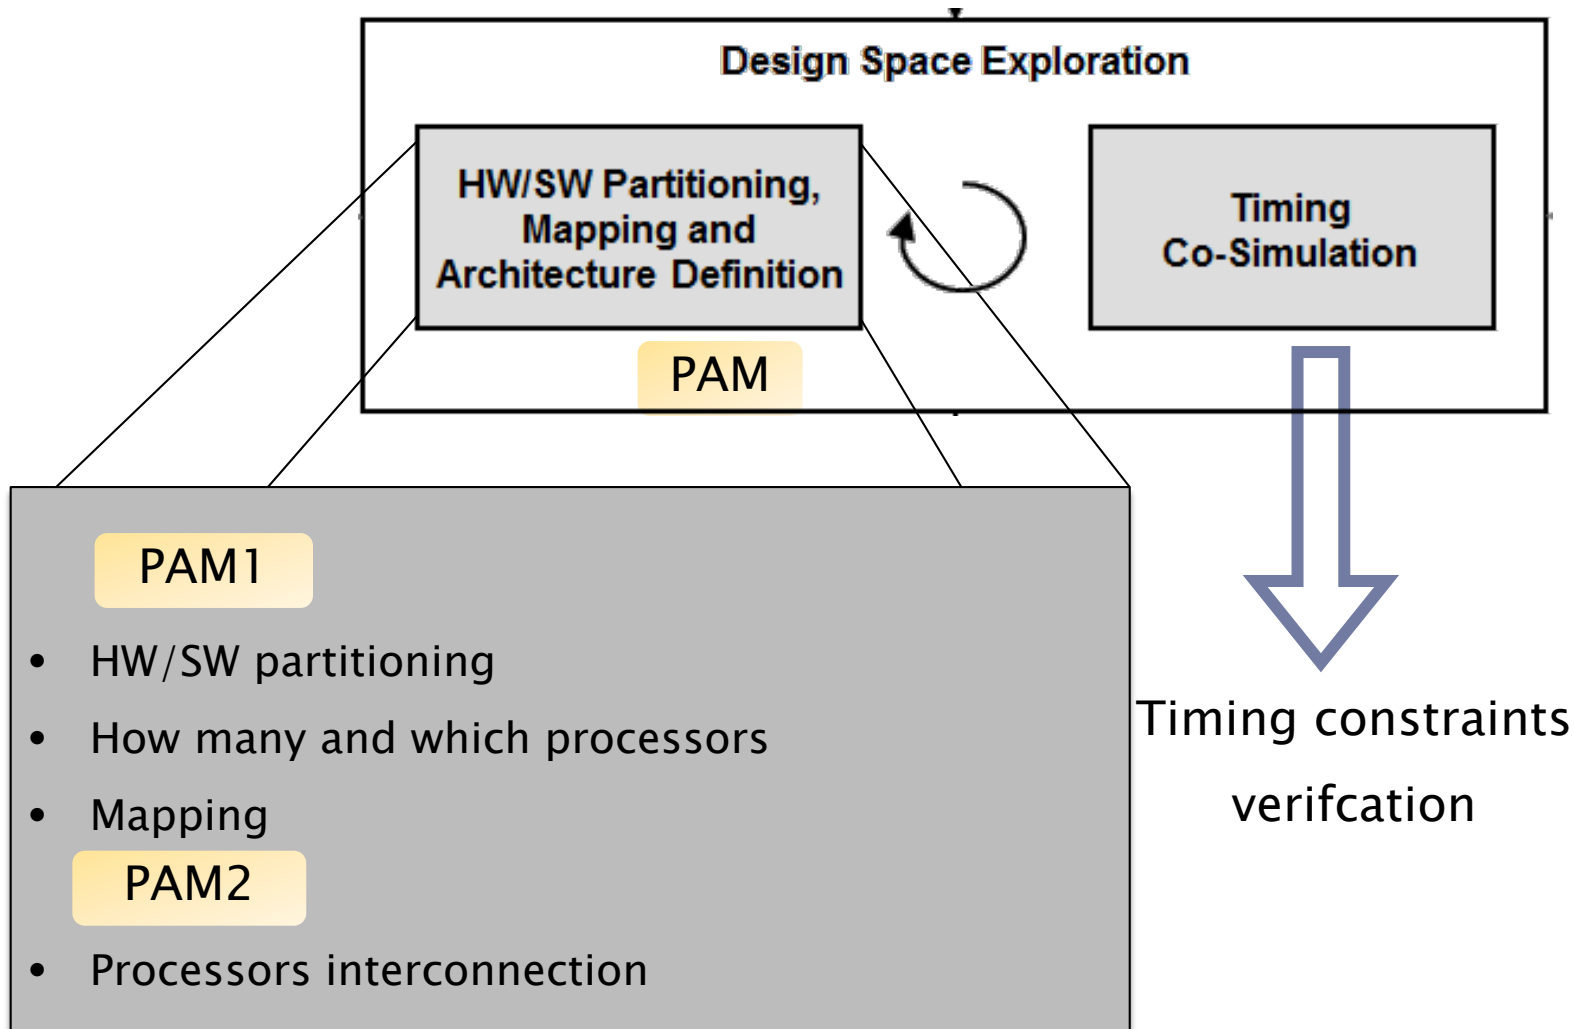 Design Space Exploration
HW/SW Partitioning,
Mapping and
Architecture Definition
Timing
Co-Simulation
PAM
PAM1
• HW/SW partitioning
• How many and which processors
• Mapping
PAM2
• Processors interconnection
Timing constraints
verifcation